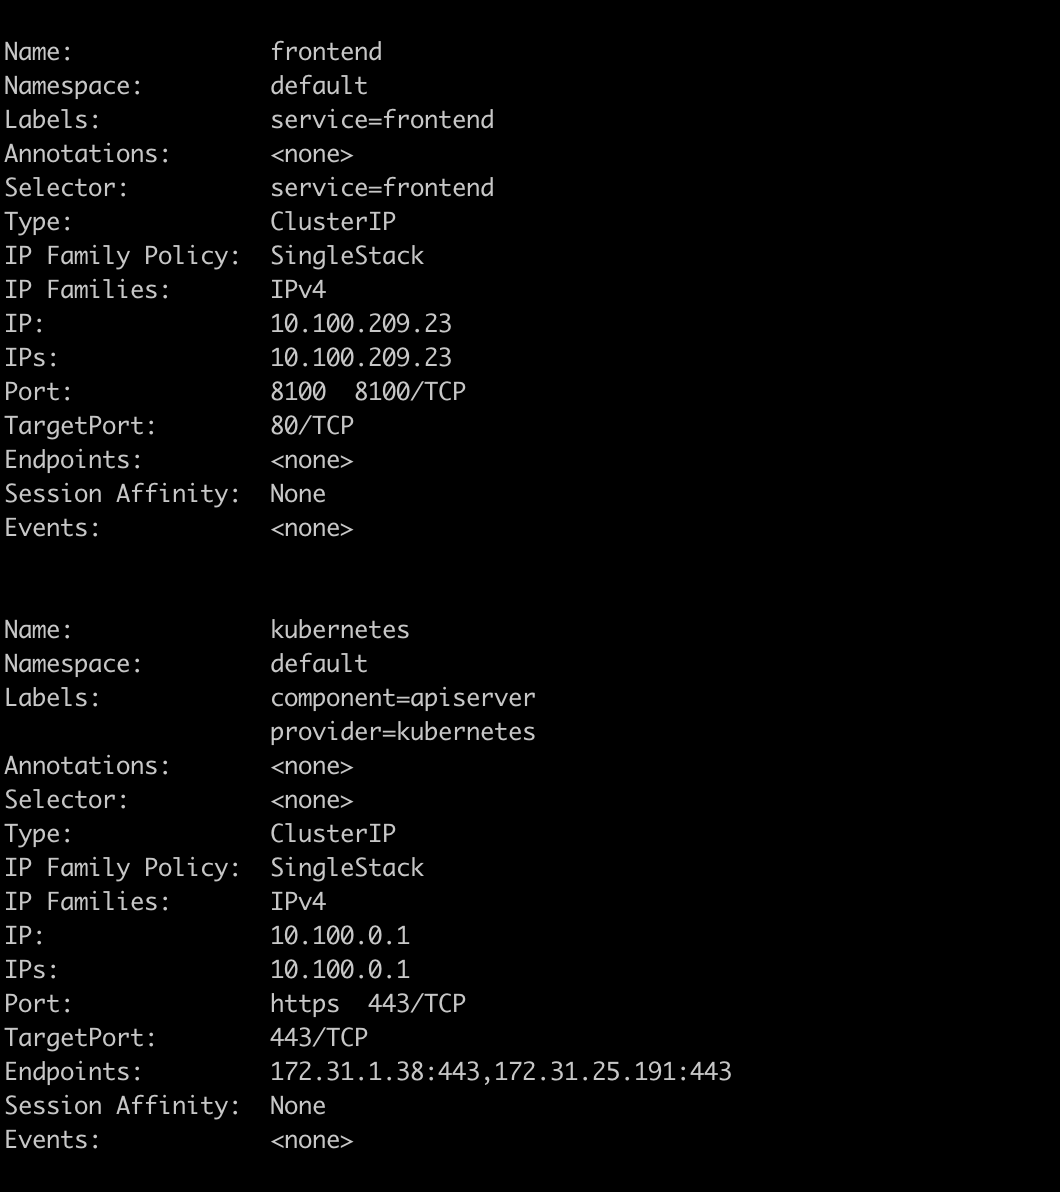 Name:              frontend
Namespace:         default
Labels:            service=frontend
Annotations:       <none>
Selector:          service=frontend
Type:              ClusterIP
IP Family Policy:  SingleStack
IP Families:       IPv4
IP:                10.100.209.23
IPs:               10.100.209.23
Port:              8100  8100/TCP
TargetPort:        80/TCP
Endpoints:         <none>
Session Affinity:  None
Events:            <none>
Name:              kubernetes
Namespace:         default
Labels:            component=apiserver
                   provider=kubernetes
Annotations:       <none>
Selector:          <none>
Type:              ClusterIP
IP Family Policy:  SingleStack
IP Families:       IPv4
IP:                10.100.0.1
IPs:               10.100.0.1
Port:              https  443/TCP
TargetPort:        443/TCP
Endpoints:         172.31.1.38:443,172.31.25.191:443
Session Affinity:  None
Events:            <none>